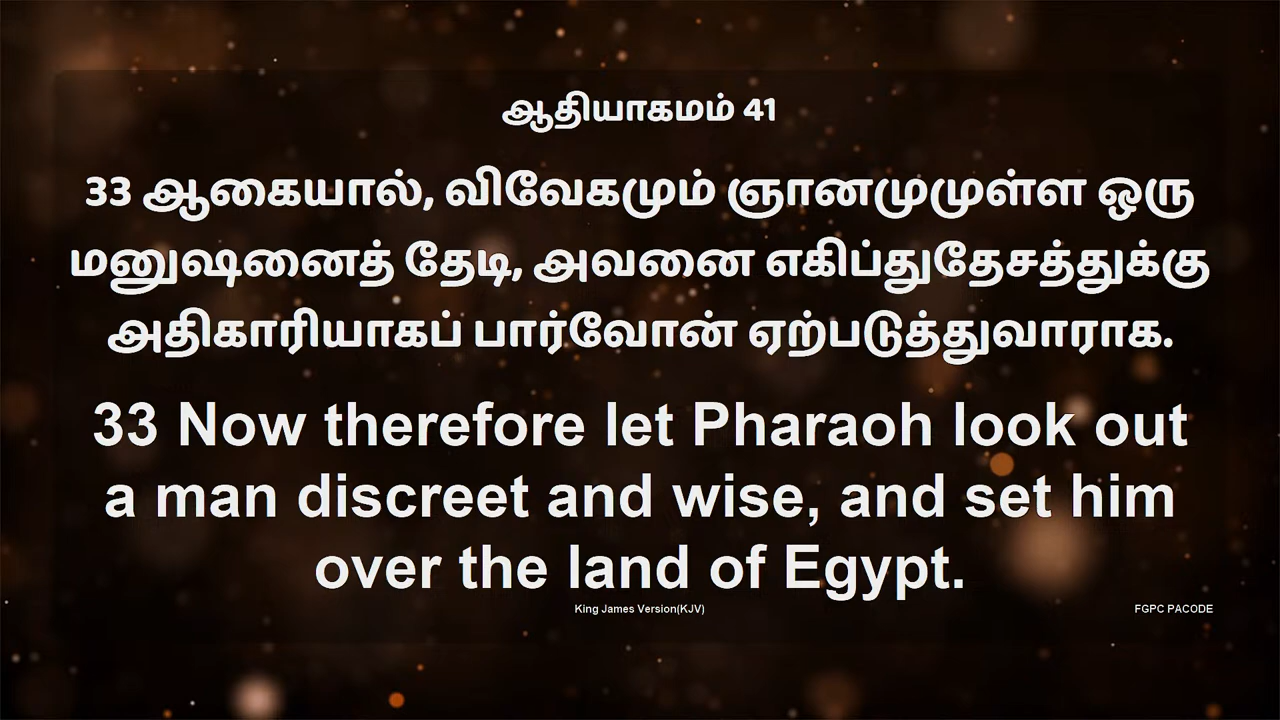 ஆதியாகமம் 41
33 ஆகையால், விவேகமும் ஞானமுமுள்ள ஒரு
மனுஷனைத் தேடி, அவனை எகிப்துதேசத்துக்கு
அதிகாரியாகப் பார்வோன் ஏற்படுத்துவாராக.
33 Now therefore let Pharaoh look out
a man discreet and wise, and set him
over the land of Egypt.
King James Version(KJV)
FGPC PACODE